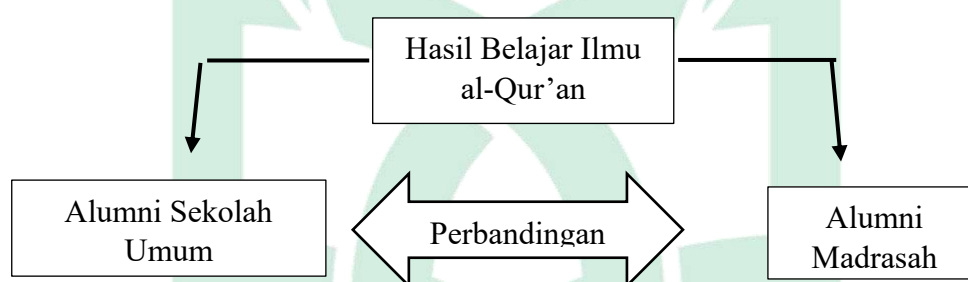 Hasil Belajar Ilmu
al-Qur’an
Alumni Sekolah
Umum
Perbandingan
Alumni
Madrasah